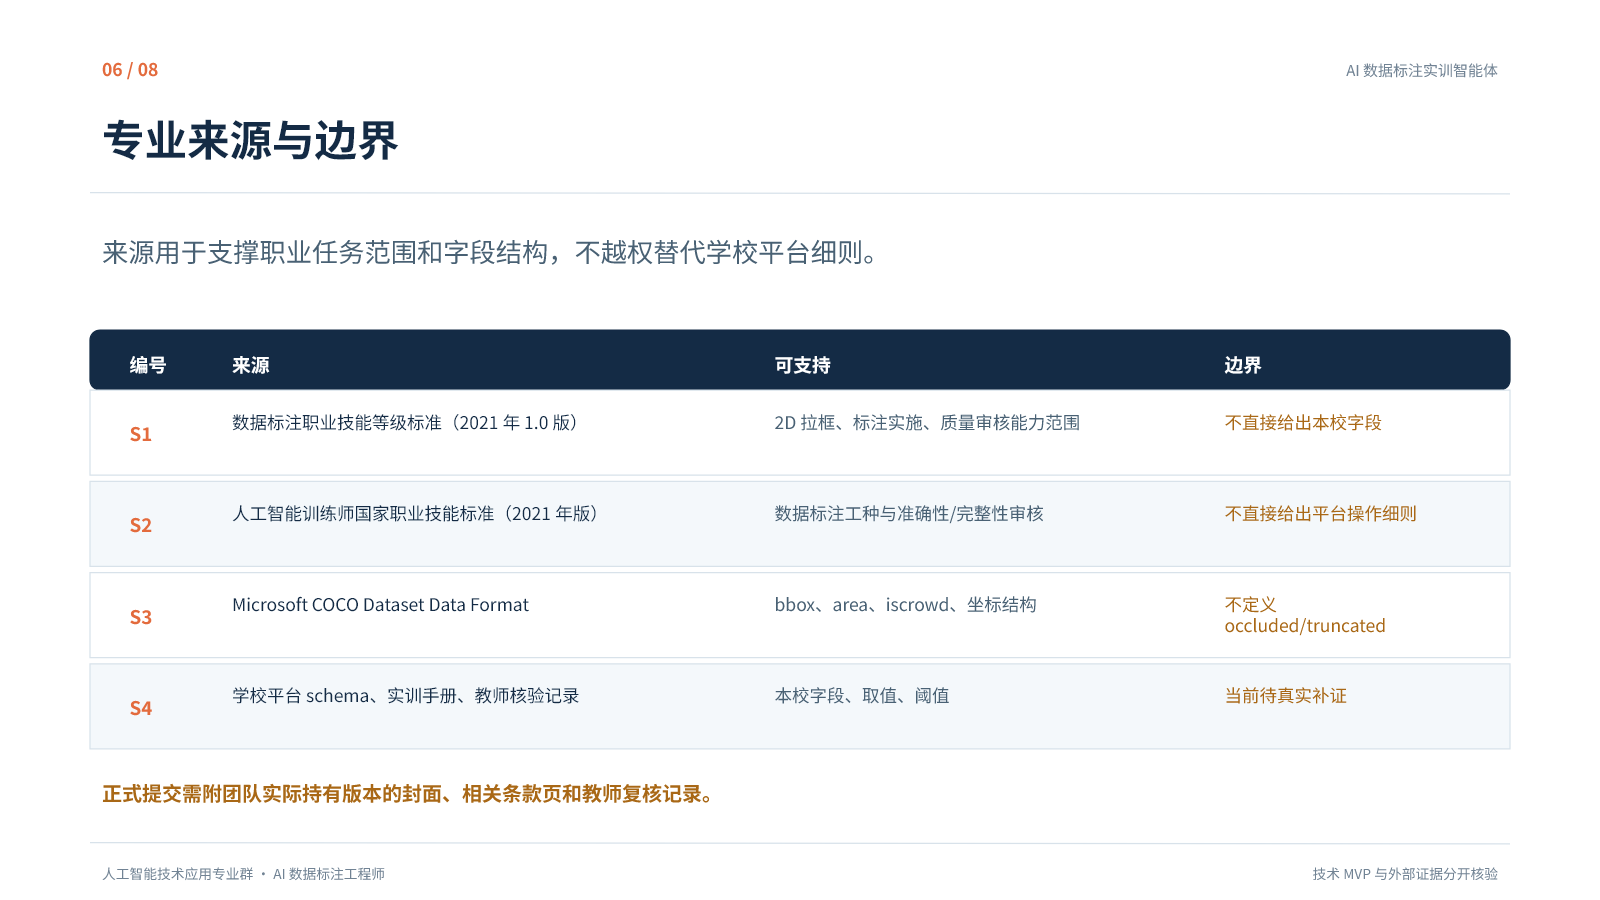 06 / 08
AI 数据标注实训智能体
专业来源与边界
来源用于支撑职业任务范围和字段结构，不越权替代学校平台细则。
编号 来源 可支持 边界
S1 数据标注职业技能等级标准（2021 年 1.0 版） 2D 拉框、标注实施、质量审核能力范围 不直接给出本校字段
S2 人工智能训练师国家职业技能标准（2021 年版） 数据标注工种与准确性/完整性审核 不直接给出平台操作细则
S3 Microsoft COCO Dataset Data Format bbox、area、iscrowd、坐标结构 不定义
occluded/truncated
S4 学校平台 schema、实训手册、教师核验记录 本校字段、取值、阈值 当前待真实补证
正式提交需附团队实际持有版本的封面、相关条款页和教师复核记录。
人工智能技术应用专业群 · AI 数据标注工程师
技术 MVP 与外部证据分开核验